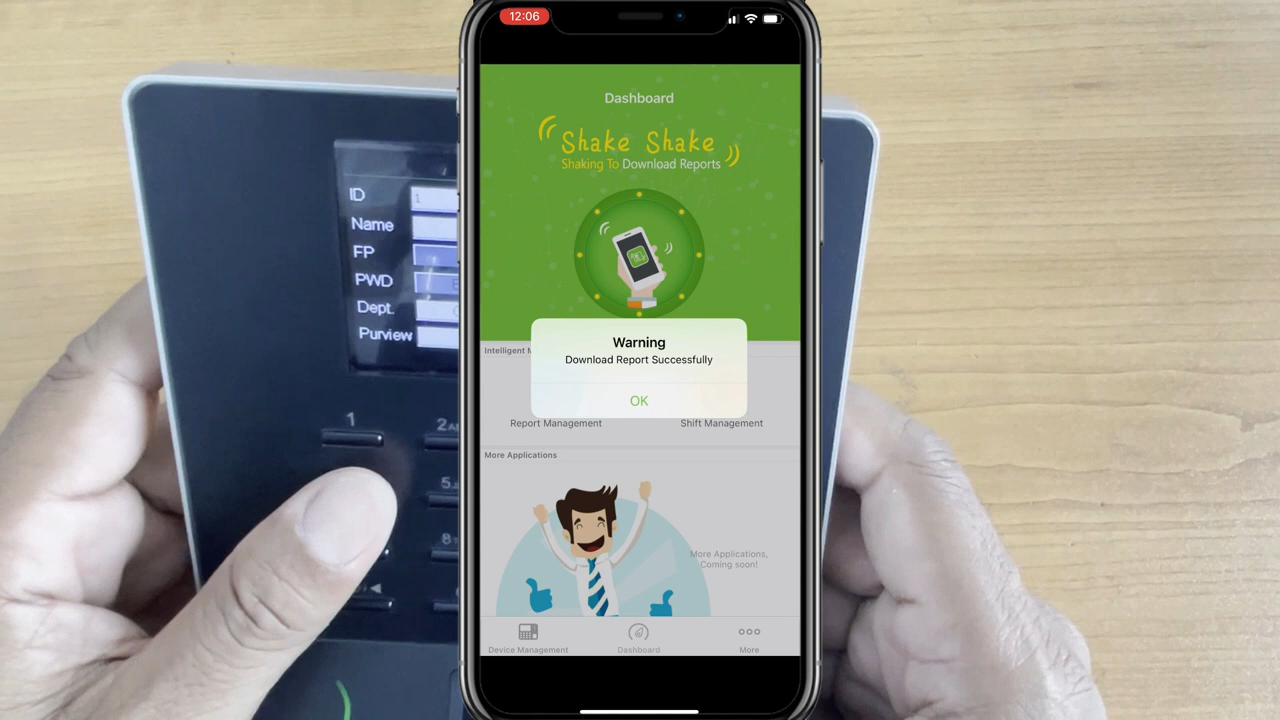 12:06
Dashboard
Shake Shake
Shaking To Download Reports
Warning
Download Report Successfully
OK
Intelligent M
Report Management
Shift Management
More Applications
More Applications,
Coming soon!
Device Management
Dashboard
More
ID
1
Name
FP
PWD
Dept.
Purview
1
2
5
8